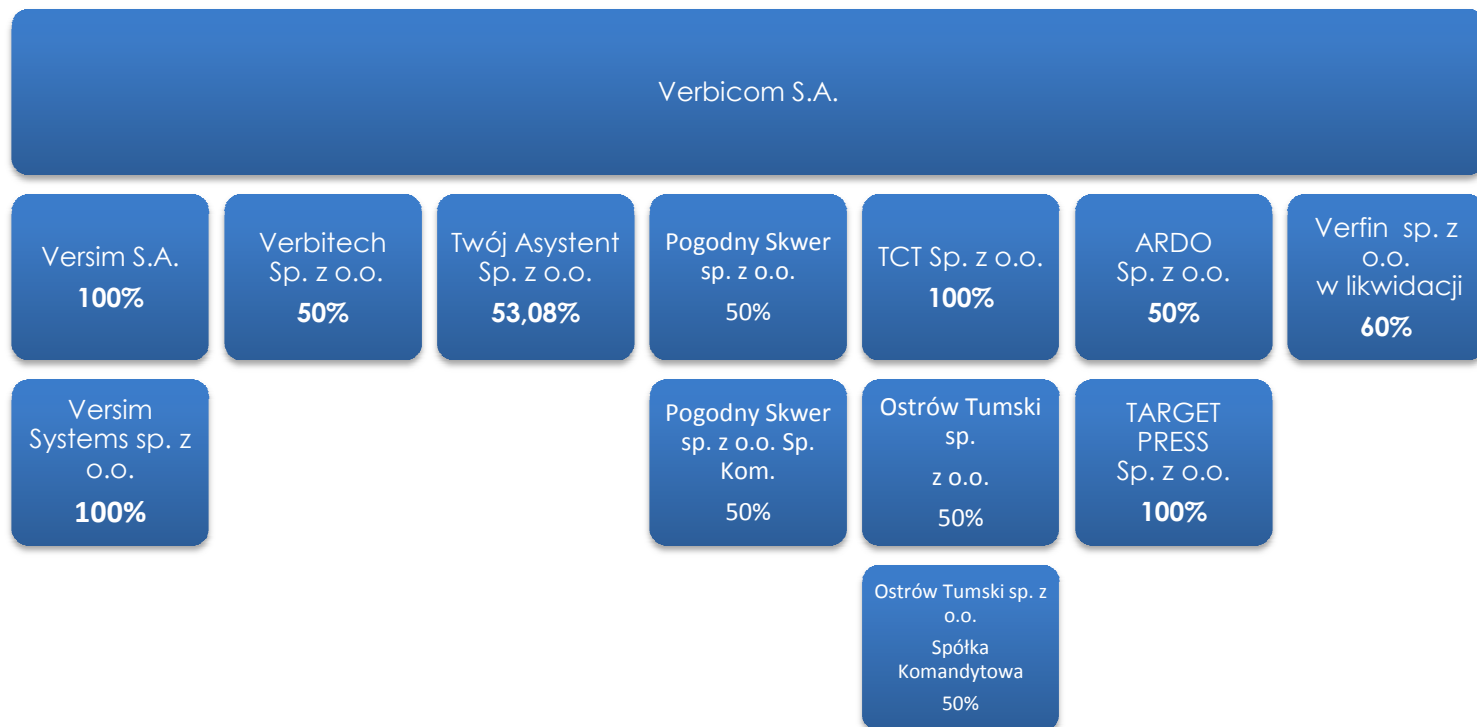 Verbicom S.A.
Versim S.A.
100%
Verbitech
Sp. z o.o.
50%
Twój Asystent
Sp. z o.o.
53,08%
Pogodny Skwer
sp. z o.o.
50%
TCT Sp. z o.o.
100%
ARDO
Sp. z o.o.
50%
Verfin sp. z
o.o.
w likwidacji
60%
Versim
Systems sp. z
o.o.
100%
Pogodny Skwer
sp. z o.o. Sp.
Kom.
50%
Ostrów Tumski
sp.
z o.o.
50%
TARGET
PRESS
Sp. z o.o.
100%
Ostrów Tumski sp. z
o.o.
Spółka
Komandytowa
50%